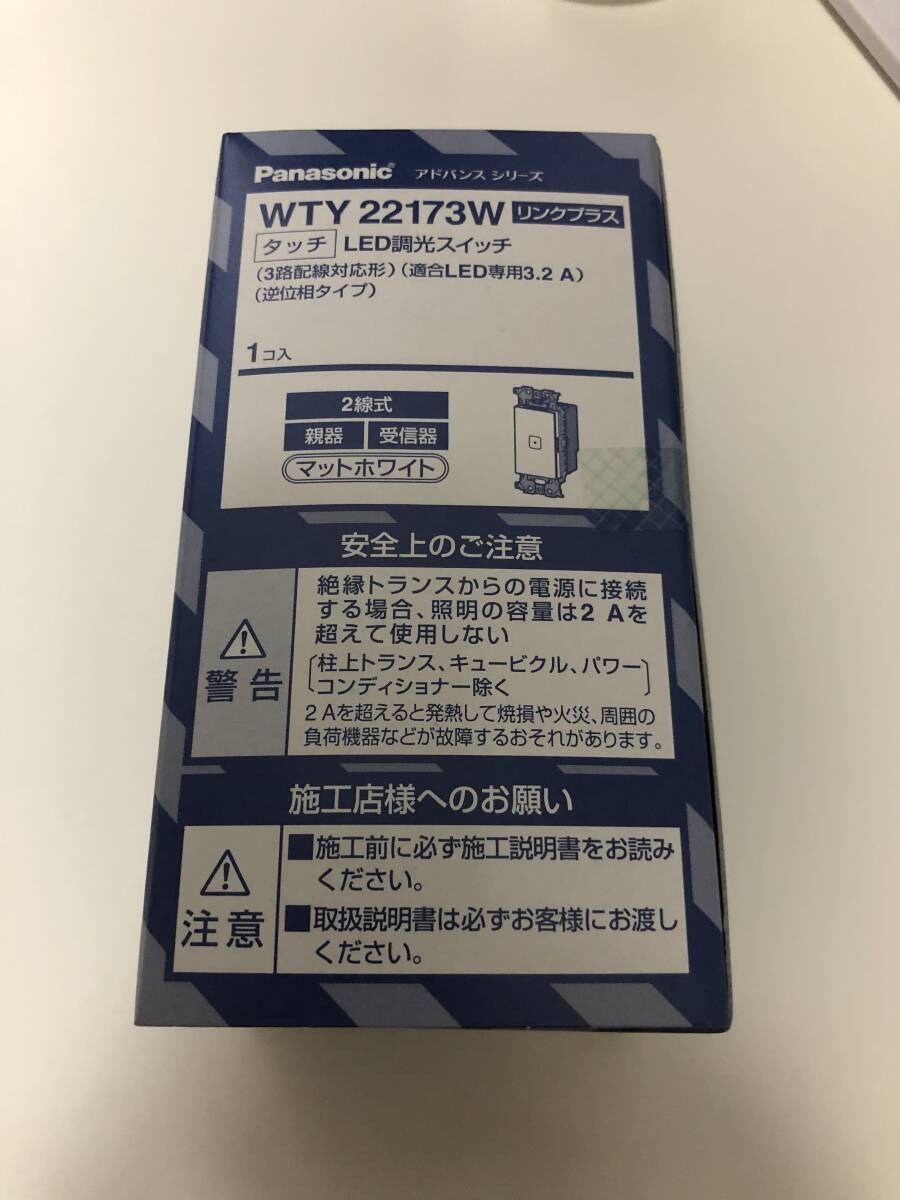 Panasonic® アドバンス シリーズ
WTY 22173W リンクプラス
タッチ LED調光スイッチ
(3路配線対応形)(適合LED専用3.2 A)
(逆位相タイプ)
1コ入
2線式
親器 受信器
マットホワイト
安全上のご注意
警告
絶縁トランスからの電源に接続
する場合、照明の容量は2 Aを
超えて使用しない
〔柱上トランス、キュービクル、パワー
コンディショナー除く〕
2 Aを超えると発熱して焼損や火災、周囲の
負荷機器などが故障するおそれがあります。
施工店様へのお願い
注意
■施工前に必ず施工説明書をお読み
ください。
■取扱説明書は必ずお客様にお渡し
ください。